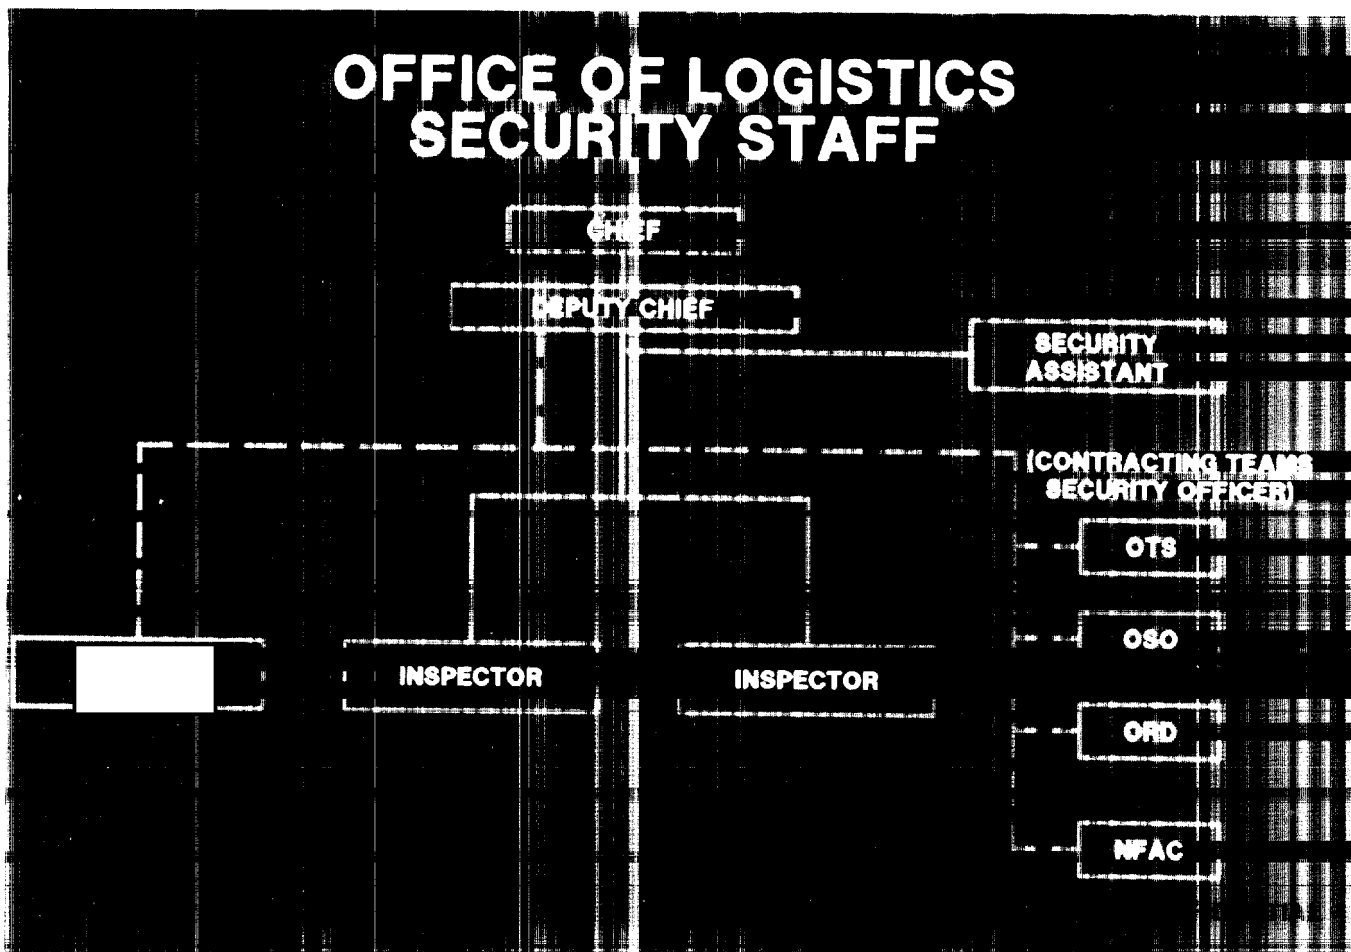 OFFICE OF LOGISTICS
SECURITY STAFF
CHIEF
DEPUTY CHIEF
SECURITY
ASSISTANT
(CONTRACTING TEAMS
SECURITY OFFICER)
OTS
OSO
INSPECTOR
INSPECTOR
ORD
NFAC